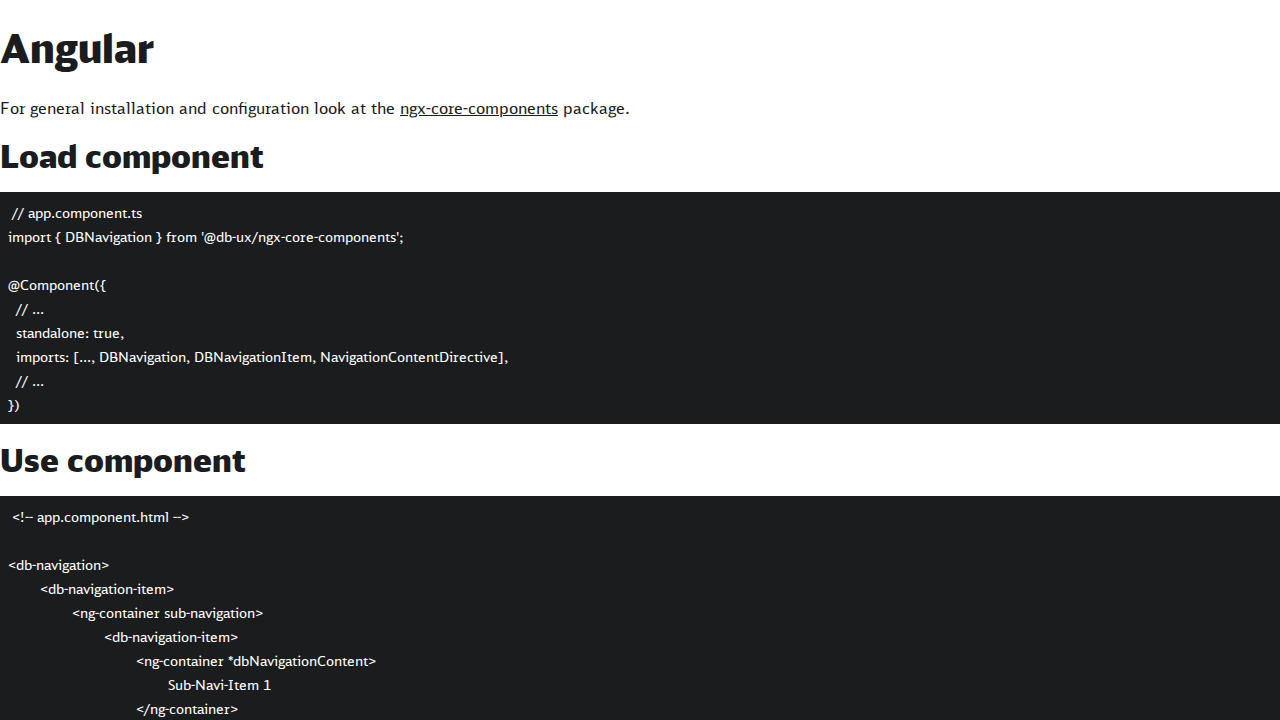 Angular
For general installation and configuration look at the ngx-core-components package.
Load component
// app.component.ts
import { DBNavigation } from '@db-ux/ngx-core-components';
@Component({
// ...
standalone: true,
imports: [..., DBNavigation, DBNavigationItem, NavigationContentDirective],
// ...
})
Use component
<!-- app.component.html -->
<db-navigation>
<db-navigation-item>
<ng-container sub-navigation>
<db-navigation-item>
<ng-container *dbNavigationContent>
Sub-Navi-Item 1
</ng-container>